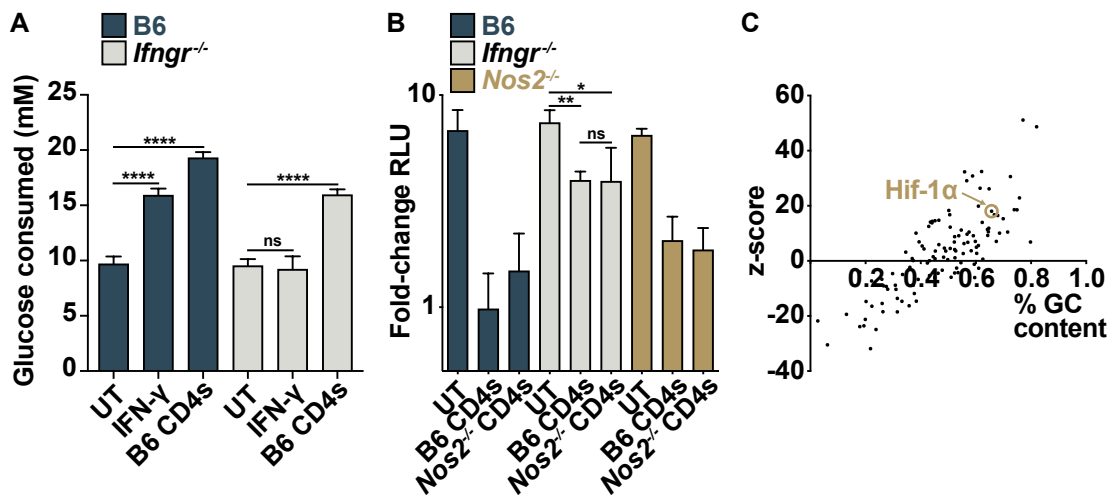 A
B6
Ifngr-/-
Glucose consumed (mM)
25
20
15
10
5
0
****
****
****
ns
UT
IFN-γ
B6 CD4s
UT
IFN-γ
B6 CD4s
B
B6
Ifngr-/-
Nos2-/-
Fold-change RLU
10
1
*
**
ns
UT
B6 CD4s
Nos2-/- CD4s
UT
B6 CD4s
Nos2-/- CD4s
UT
B6 CD4s
Nos2-/- CD4s
C
z-score
60
40
20
0
-20
-40
Hif-1α
0.2
0.4
0.6
0.8
1.0
% GC
content